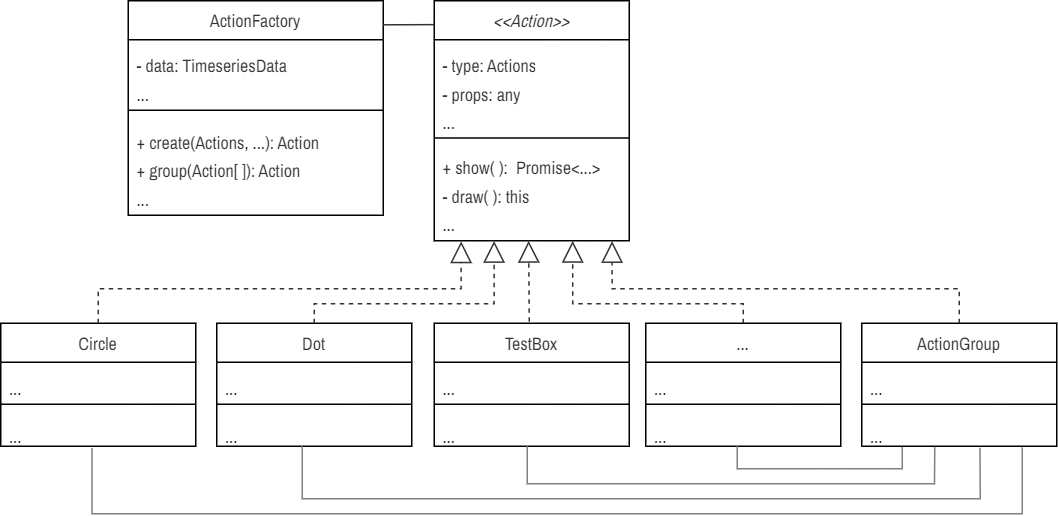 ActionFactory
- data: TimeseriesData
...
+ create(Actions, ...): Action
+ group(Action[ ]): Action
...
<<Action>>
- type: Actions
- props: any
...
+ show( ):  Promise<...>
- draw( ): this
...
Circle
...
...
Dot
...
...
TestBox
...
...
...
...
...
ActionGroup
...
...